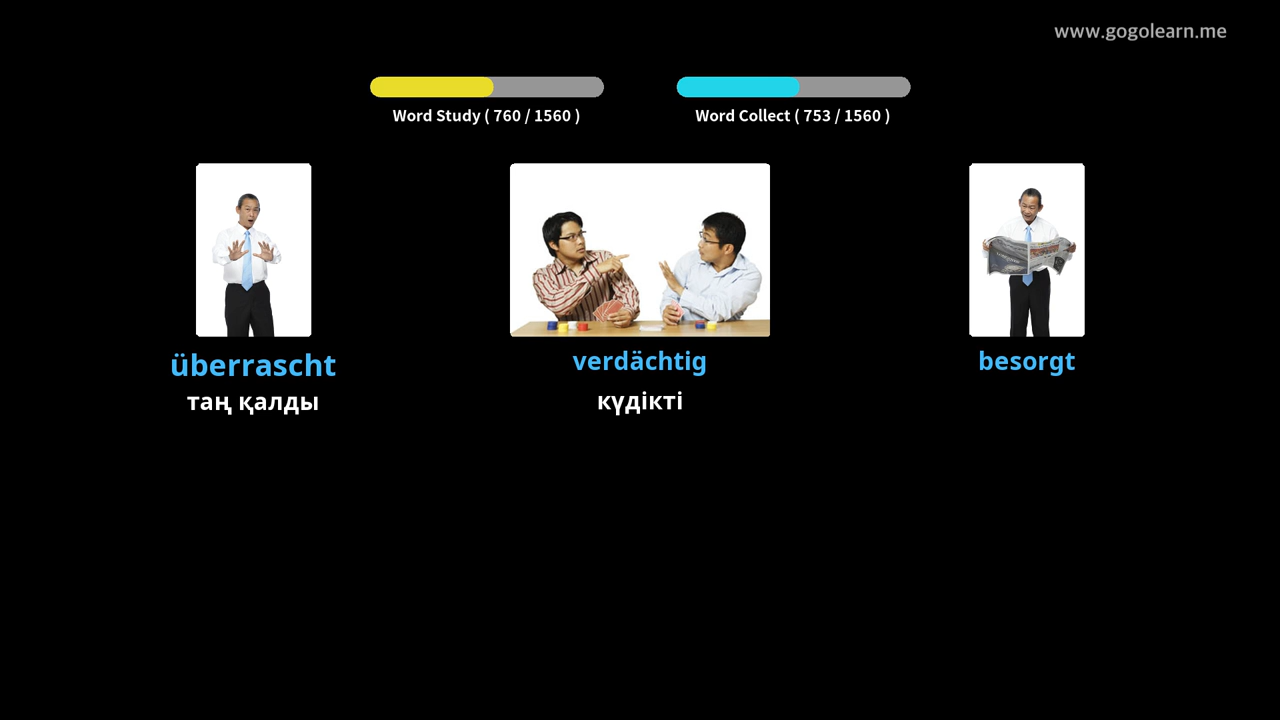 www.gogolearn.me
Word Study ( 760 / 1560 )
Word Collect ( 753 / 1560 )
überrascht
verdächtig
besorgt
таң қалды
күдікті